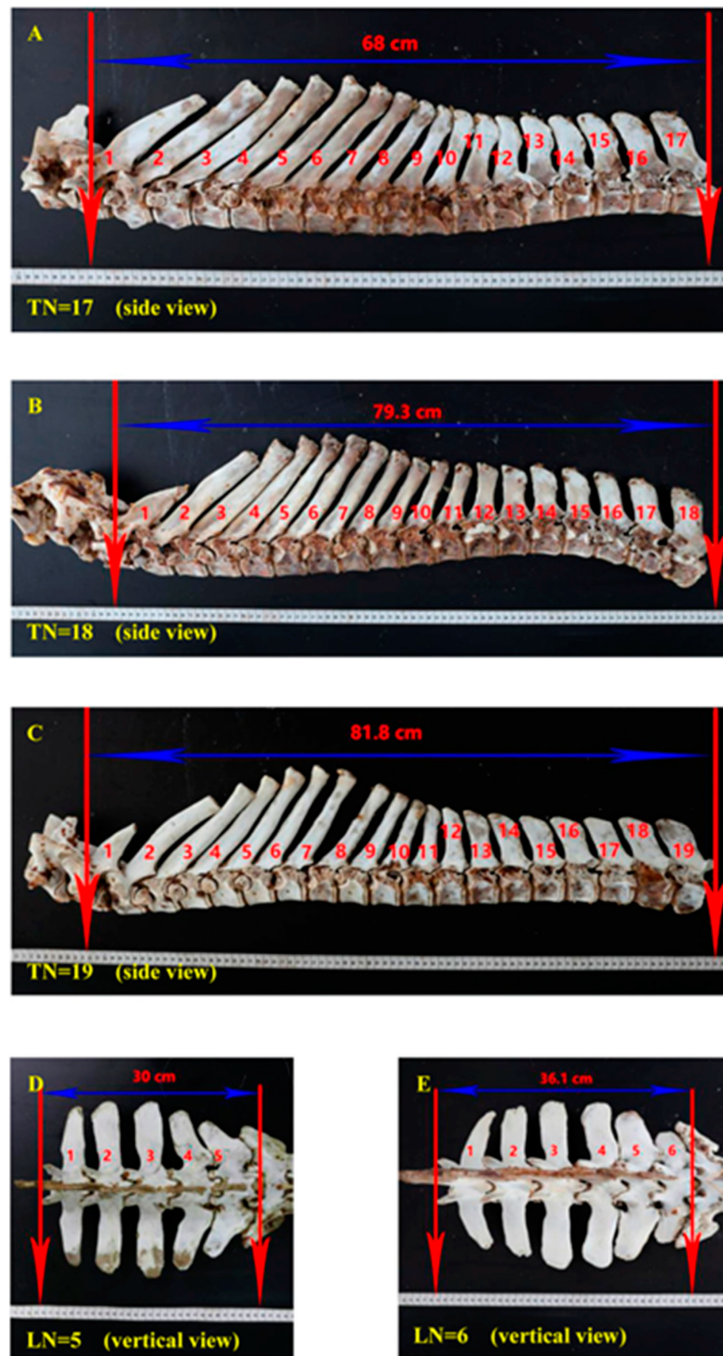 A
68 cm
1 2 3 4 5 6 7 8 9 10 11 12 13 14 15 16 17
TN=17 (side view)
B
79.3 cm
1 2 3 4 5 6 7 8 9 10 11 12 13 14 15 16 17 18
TN=18 (side view)
C
81.8 cm
1 2 3 4 5 6 7 8 9 10 11 12 13 14 15 16 17 18 19
TN=19 (side view)
D
30 cm
1 2 3 4 5
LN=5 (vertical view)
E
36.1 cm
1 2 3 4 5 6
LN=6 (vertical view)